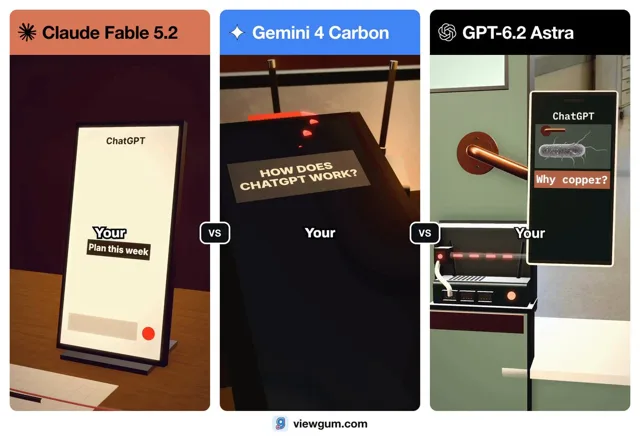 Claude Fable 5.2
Gemini 4 Carbon
GPT-6.2 Astra
ChatGPT
Your
Plan this week
VS
HOW DOES
CHATGPT WORK?
Your
VS
ChatGPT
Why copper?
Your
viewgum.com